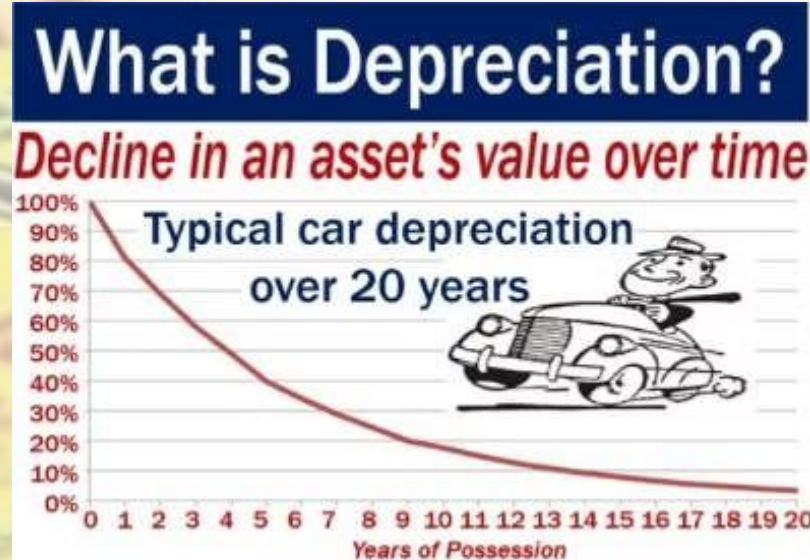 What is Depreciation?
Decline in an asset's value over time
Typical car depreciation
over 20 years
100%
90%
80%
70%
60%
50%
40%
30%
20%
10%
0%
0 1 2 3 4 5 6 7 8 9 10 11 12 13 14 15 16 17 18 19 20
Years of Possession